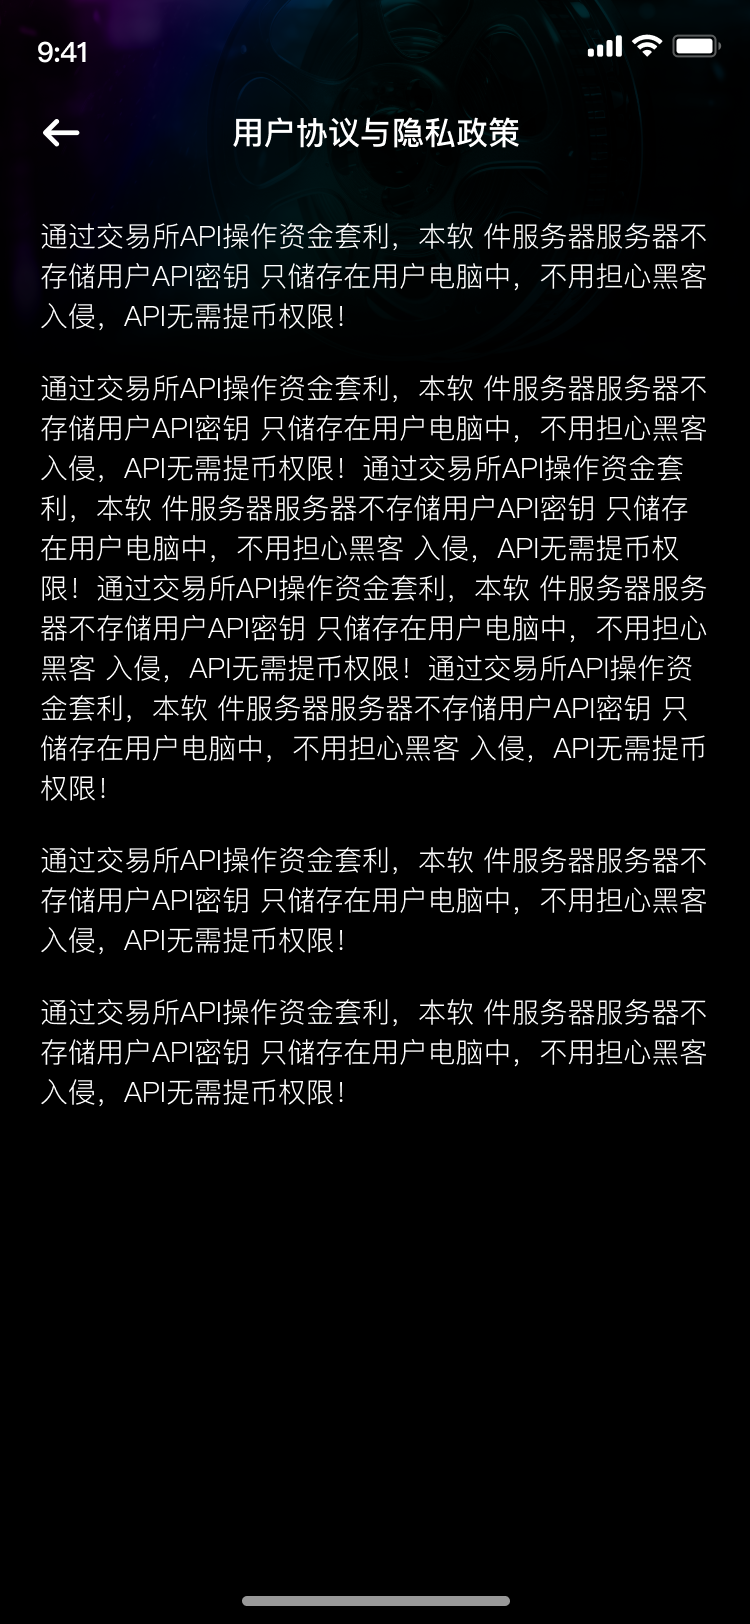 9:41
用户协议与隐私政策
通过交易所API操作资金套利，本软 件服务器服务器不
存储用户API密钥 只储存在用户电脑中，不用担心黑客
入侵，API无需提币权限！
通过交易所API操作资金套利，本软 件服务器服务器不
存储用户API密钥 只储存在用户电脑中，不用担心黑客
入侵，API无需提币权限！通过交易所API操作资金套
利，本软 件服务器服务器不存储用户API密钥 只储存
在用户电脑中，不用担心黑客 入侵，API无需提币权
限！通过交易所API操作资金套利，本软 件服务器服务
器不存储用户API密钥 只储存在用户电脑中，不用担心
黑客 入侵，API无需提币权限！通过交易所API操作资
金套利，本软 件服务器服务器不存储用户API密钥 只
储存在用户电脑中，不用担心黑客 入侵，API无需提币
权限！
通过交易所API操作资金套利，本软 件服务器服务器不
存储用户API密钥 只储存在用户电脑中，不用担心黑客
入侵，API无需提币权限！
通过交易所API操作资金套利，本软 件服务器服务器不
存储用户API密钥 只储存在用户电脑中，不用担心黑客
入侵，API无需提币权限！